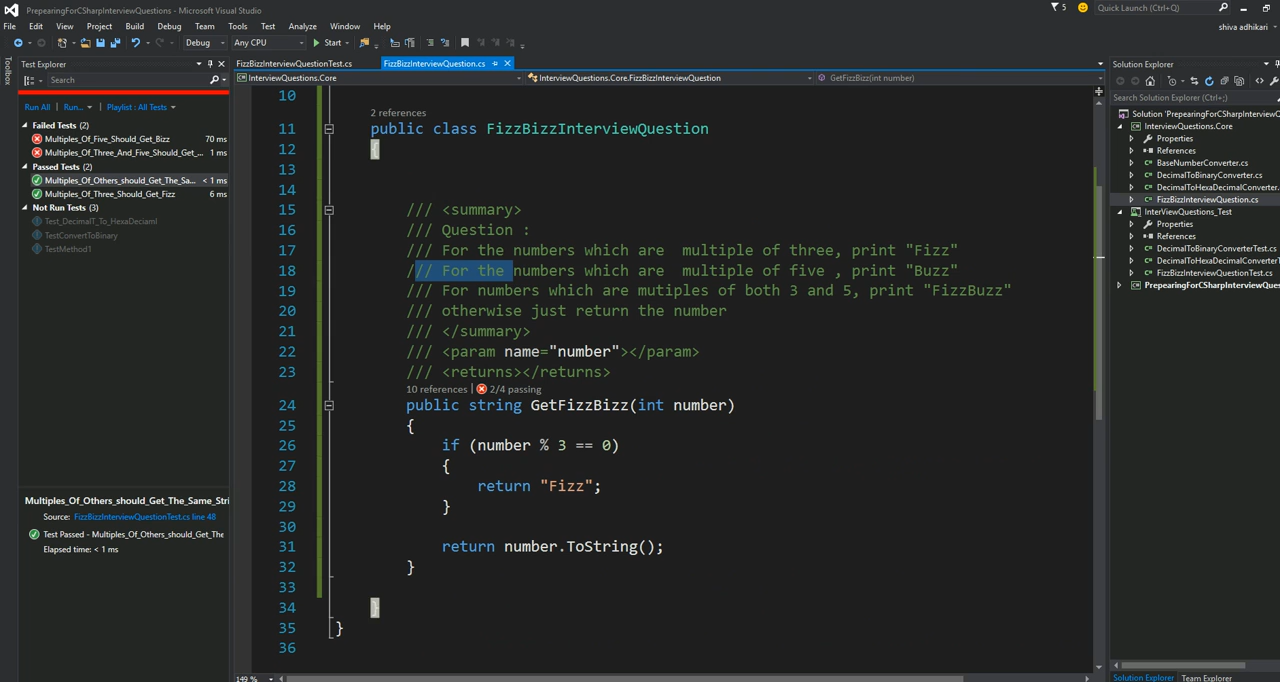 PrepearingForCSharpInterviewQuestions - Microsoft Visual Studio
5
Quick Launch (Ctrl+Q)
File Edit View Project Build Debug Team Tools Test Analyze Window Help
shiva adhikari
Debug Any CPU Start
Toolbox
Test Explorer
Search
Run All | Run... | Playlist : All Tests
Failed Tests (2)
Multiples_Of_Five_Should_Get_Bizz 70 ms
Multiples_Of_Three_And_Five_Should_Get_... 1 ms
Passed Tests (2)
Multiples_Of_Others_should_Get_The_Sa... < 1 ms
Multiples_Of_Three_Should_Get_Fizz 6 ms
Not Run Tests (3)
Test_DecimalT_To_HexaDeciaml
TestConvertToBinary
TestMethod1
Multiples_Of_Others_should_Get_The_Same_Stri
Source: FizzBizzInterviewQuestionTest.cs line 48
Test Passed - Multiples_Of_Others_should_Get_The
Elapsed time: < 1 ms
FizzBizzInterviewQuestionTest.cs FizzBizzInterviewQuestion.cs
InterviewQuestions.Core InterviewQuestions.Core.FizzBizzInterviewQuestion GetFizzBizz(int number)
10
2 references
11 public class FizzBizzInterviewQuestion
12 {
13
14
15 /// <summary>
16 /// Question :
17 /// For the numbers which are multiple of three, print "Fizz"
18 /// For the numbers which are multiple of five , print "Buzz"
19 /// For numbers which are mutiples of both 3 and 5, print "FizzBuzz"
20 /// otherwise just return the number
21 /// </summary>
22 /// <param name="number"></param>
23 /// <returns></returns>
10 references | 2/4 passing
24 public string GetFizzBizz(int number)
25 {
26 if (number % 3 == 0)
27 {
28 return "Fizz";
29 }
30
31 return number.ToString();
32 }
33
34 }
35 }
36
149 %
Solution Explorer
Search Solution Explorer (Ctrl+;)
Solution 'PrepearingForCSharpInterviewQ
InterviewQuestions.Core
Properties
References
BaseNumberConverter.cs
DecimalToBinaryConverter.cs
DecimalToHexaDecimalConverter.
FizzBizzInterviewQuestion.cs
InterViewQuestions_Test
Properties
References
DecimalToBinaryConverterTest.cs
DecimalToHexaDecimalConverterT
FizzBizzInterviewQuestionTest.cs
PrepearingForCSharpInterviewQues
Solution Explorer Team Explorer